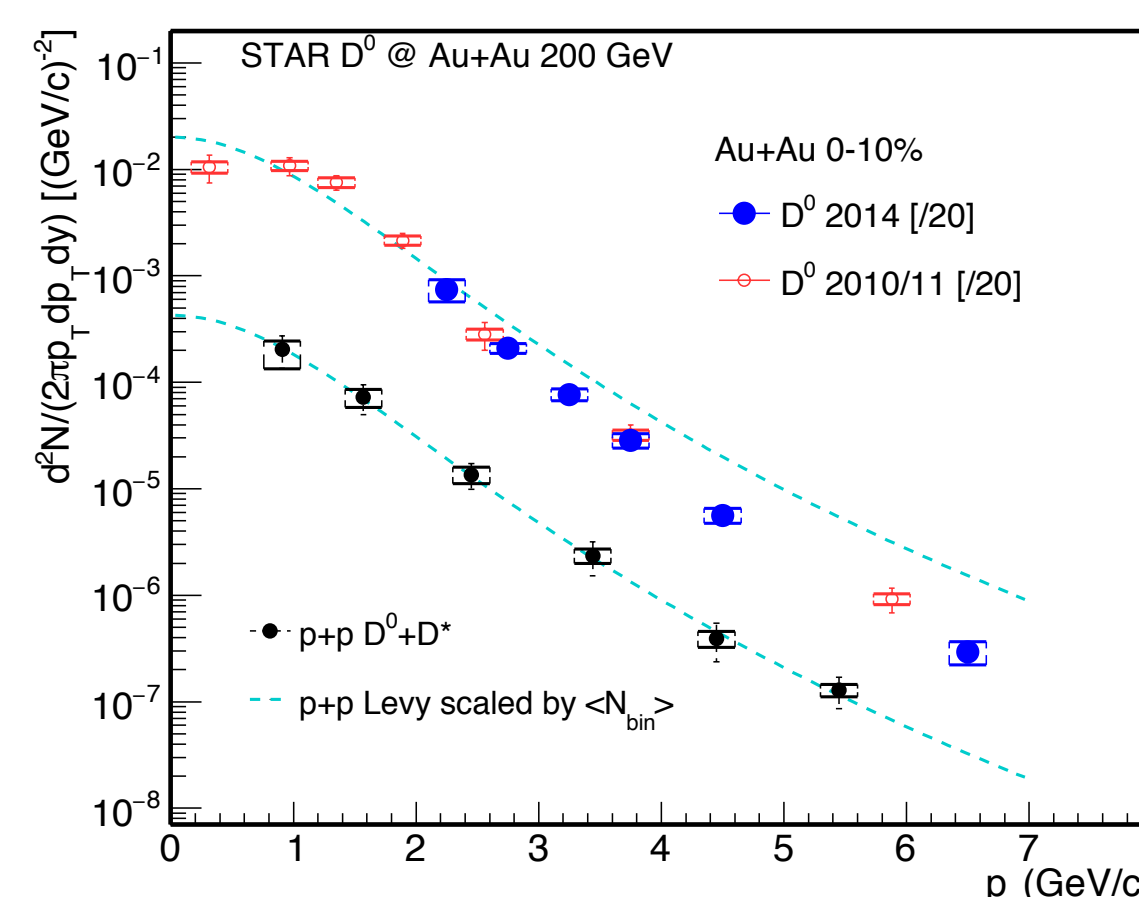 d²N/(2πp_T dp_T dy) [(GeV/c)⁻²]
STAR D⁰ @ Au+Au 200 GeV
Au+Au 0-10%
D⁰ 2014 [/20]
D⁰ 2010/11 [/20]
p+p D⁰+D*
p+p Levy scaled by <N_bin>
10⁻¹
10⁻²
10⁻³
10⁻⁴
10⁻⁵
10⁻⁶
10⁻⁷
10⁻⁸
0 1 2 3 4 5 6 7
p (GeV/c